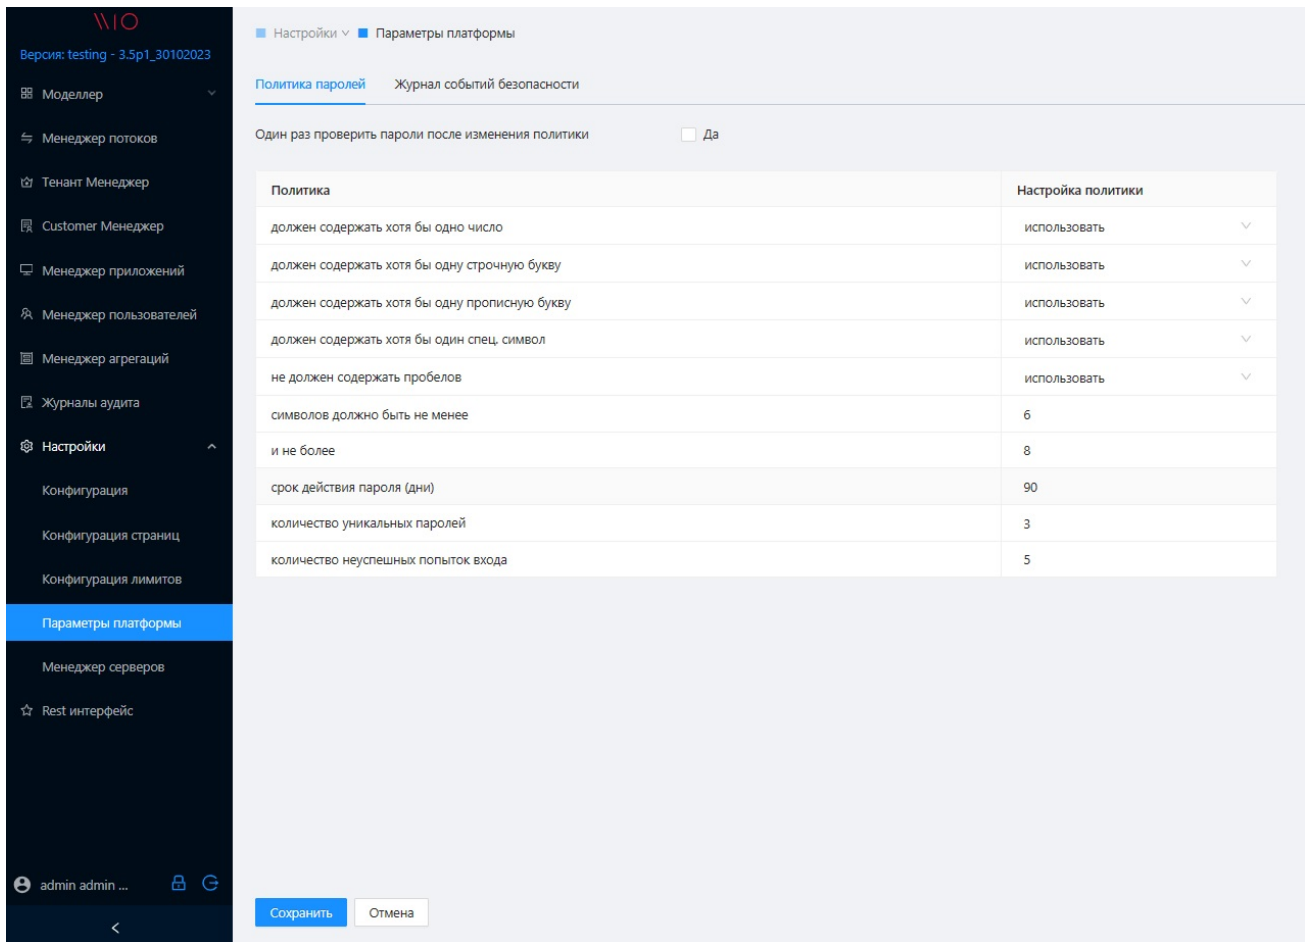 WIO
Версия: testing - 3.5p1_30102023
Моделлер
Менеджер потоков
Тенант Менеджер
Customer Менеджер
Менеджер приложений
Менеджер пользователей
Менеджер агрегаций
Журналы аудита
Настройки
Конфигурация
Конфигурация страниц
Конфигурация лимитов
Параметры платформы
Менеджер серверов
Rest интерфейс
admin admin ...
Настройки Параметры платформы
Политика паролей Журнал событий безопасности
Один раз проверить пароли после изменения политики Да
Политика Настройка политики
должен содержать хотя бы одно число использовать
должен содержать хотя бы одну строчную букву использовать
должен содержать хотя бы одну прописную букву использовать
должен содержать хотя бы один спец. символ использовать
не должен содержать пробелов использовать
символов должно быть не менее 6
и не более 8
срок действия пароля (дни) 90
количество уникальных паролей 3
количество неуспешных попыток входа 5
Сохранить Отмена